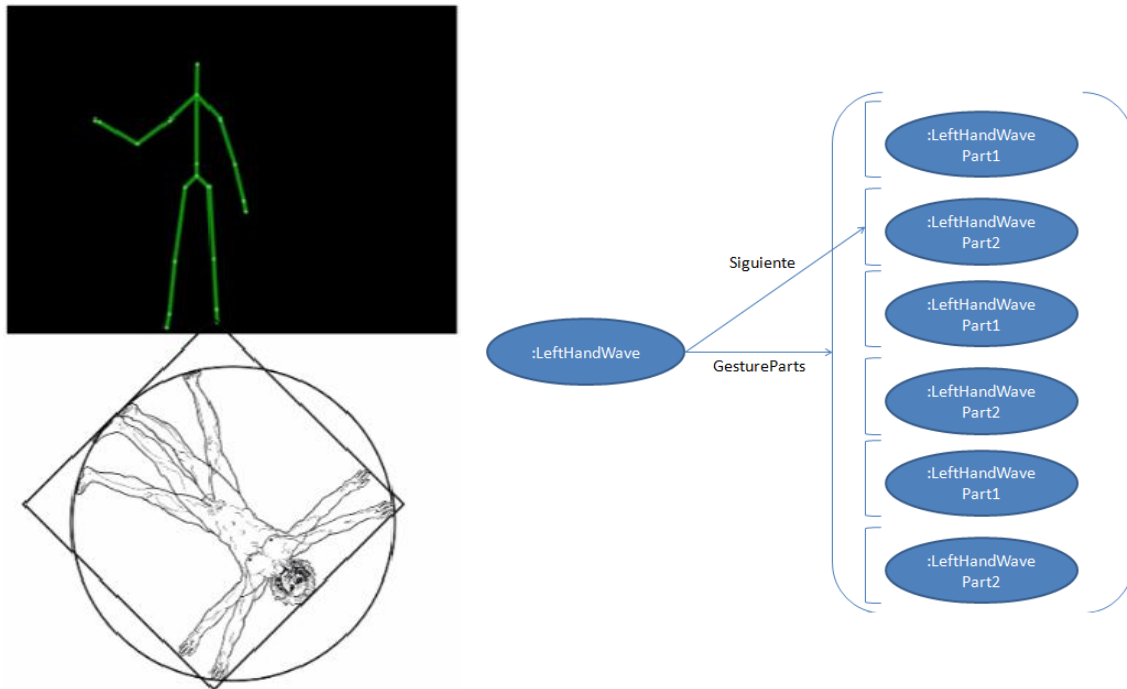 :LeftHandWave
Part1
:LeftHandWave
Part2
Siguiente
:LeftHandWave
Part1
:LeftHandWave
GestureParts
:LeftHandWave
Part2
:LeftHandWave
Part1
:LeftHandWave
Part2